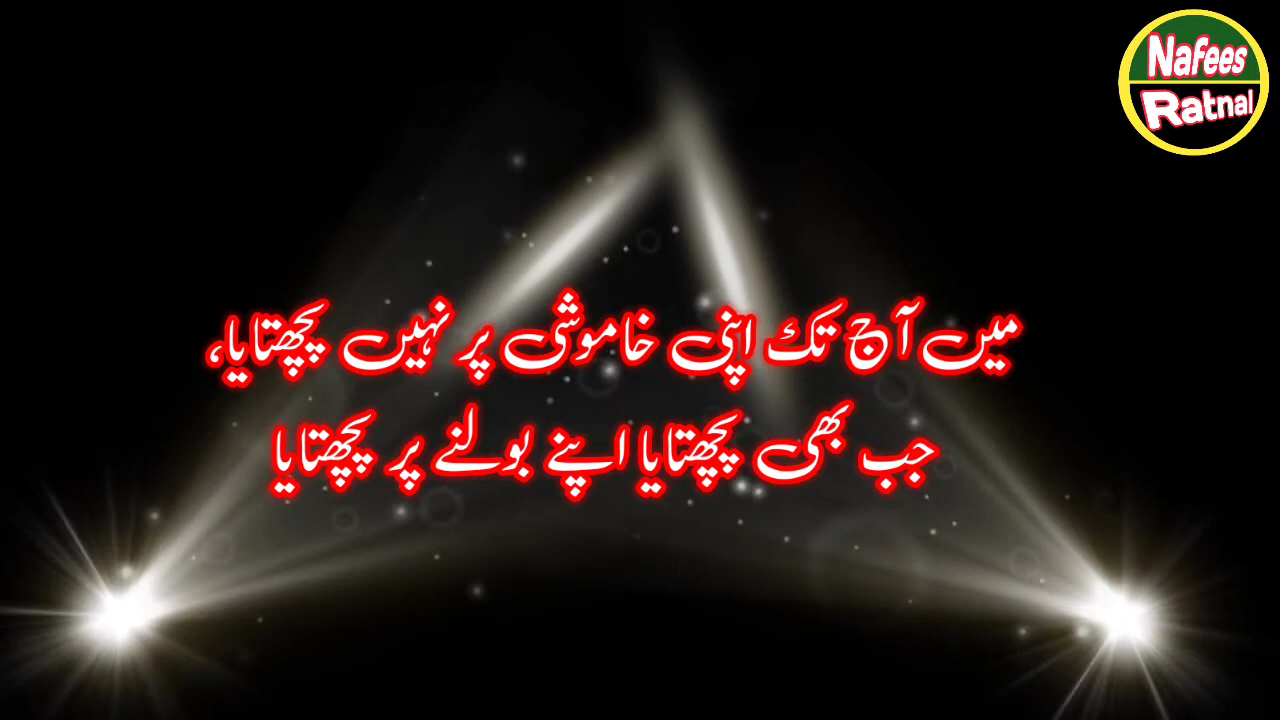 Nafees
Ratnal
میں آج تک اپنی خاموشی پر نہیں پچھتایا،
جب بھی پچھتایا اپنے بولنے پر پچھتایا